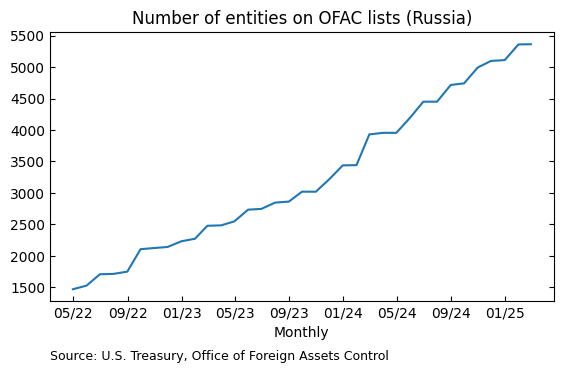 Number of entities on OFAC lists (Russia)
5500
5000
4500
4000
3500
3000
2500
2000
1500
05/22 09/22 01/23 05/23 09/23 01/24 05/24 09/24 01/25
Monthly
Source: U.S. Treasury, Office of Foreign Assets Control